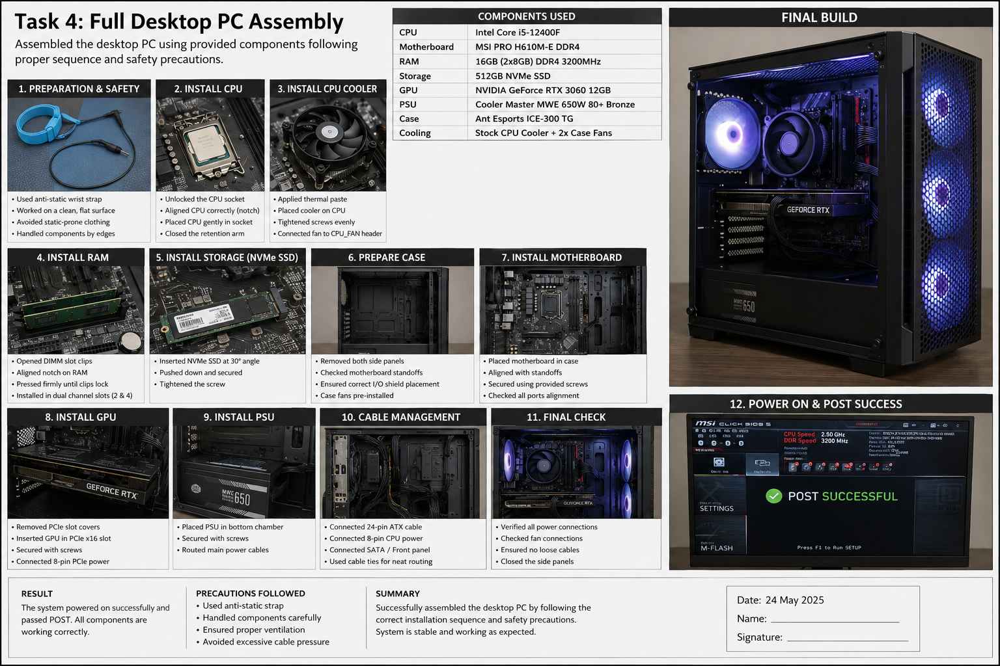 Task 4: Full Desktop PC Assembly
Assembled the desktop PC using provided components following
proper sequence and safety precautions.
COMPONENTS USED
CPU Intel Core i5-12400F
Motherboard MSI PRO H610M-E DDR4
RAM 16GB (2x8GB) DDR4 3200MHz
Storage 512GB NVMe SSD
GPU NVIDIA GeForce RTX 3060 12GB
PSU Cooler Master MWE 650W 80+ Bronze
Case Ant Esports ICE-300 TG
Cooling Stock CPU Cooler + 2x Case Fans
FINAL BUILD
GEFORCE RTX
MWE
650
1. PREPARATION & SAFETY
• Used anti-static wrist strap
• Worked on a clean, flat surface
• Avoided static-prone clothing
• Handled components by edges
2. INSTALL CPU
• Unlocked the CPU socket
• Aligned CPU correctly (notch)
• Placed CPU gently in socket
• Closed the retention arm
3. INSTALL CPU COOLER
• Applied thermal paste
• Placed cooler on CPU
• Tightened screws evenly
• Connected fan to CPU_FAN header
4. INSTALL RAM
• Opened DIMM slot clips
• Aligned notch on RAM
• Pressed firmly until clips lock
• Installed in dual channel slots (2 & 4)
5. INSTALL STORAGE (NVMe SSD)
• Inserted NVMe SSD at 30° angle
• Pushed down and secured
• Tightened the screw
6. PREPARE CASE
• Removed both side panels
• Checked motherboard standoffs
• Ensured correct I/O shield placement
• Case fans pre-installed
7. INSTALL MOTHERBOARD
• Placed motherboard in case
• Aligned with standoffs
• Secured using provided screws
• Checked all ports alignment
8. INSTALL GPU
GEFORCE RTX
• Removed PCIe slot covers
• Inserted GPU in PCIe x16 slot
• Secured with screws
• Connected 8-pin PCIe power
9. INSTALL PSU
MWE
650
• Placed PSU in bottom chamber
• Secured with screws
• Routed main power cables
10. CABLE MANAGEMENT
• Connected 24-pin ATX cable
• Connected 8-pin CPU power
• Connected SATA / Front panel
• Used cable ties for neat routing
11. FINAL CHECK
GEFORCE RTX
• Verified all power connections
• Checked fan connections
• Ensured no loose cables
• Closed the side panels
12. POWER ON & POST SUCCESS
msi CLICK BIOS 5
CPU Speed 2.50 GHz
DDR Speed 3200 MHz
POST SUCCESSFUL
SETTINGS
M-FLASH
Press F1 to Run SETUP
RESULT
The system powered on successfully and
passed POST. All components are
working correctly.
PRECAUTIONS FOLLOWED
• Used anti-static strap
• Handled components carefully
• Ensured proper ventilation
• Avoided excessive cable pressure
SUMMARY
Successfully assembled the desktop PC by following the
correct installation sequence and safety precautions.
System is stable and working as expected.
Date: 24 May 2025
Name:
Signature: